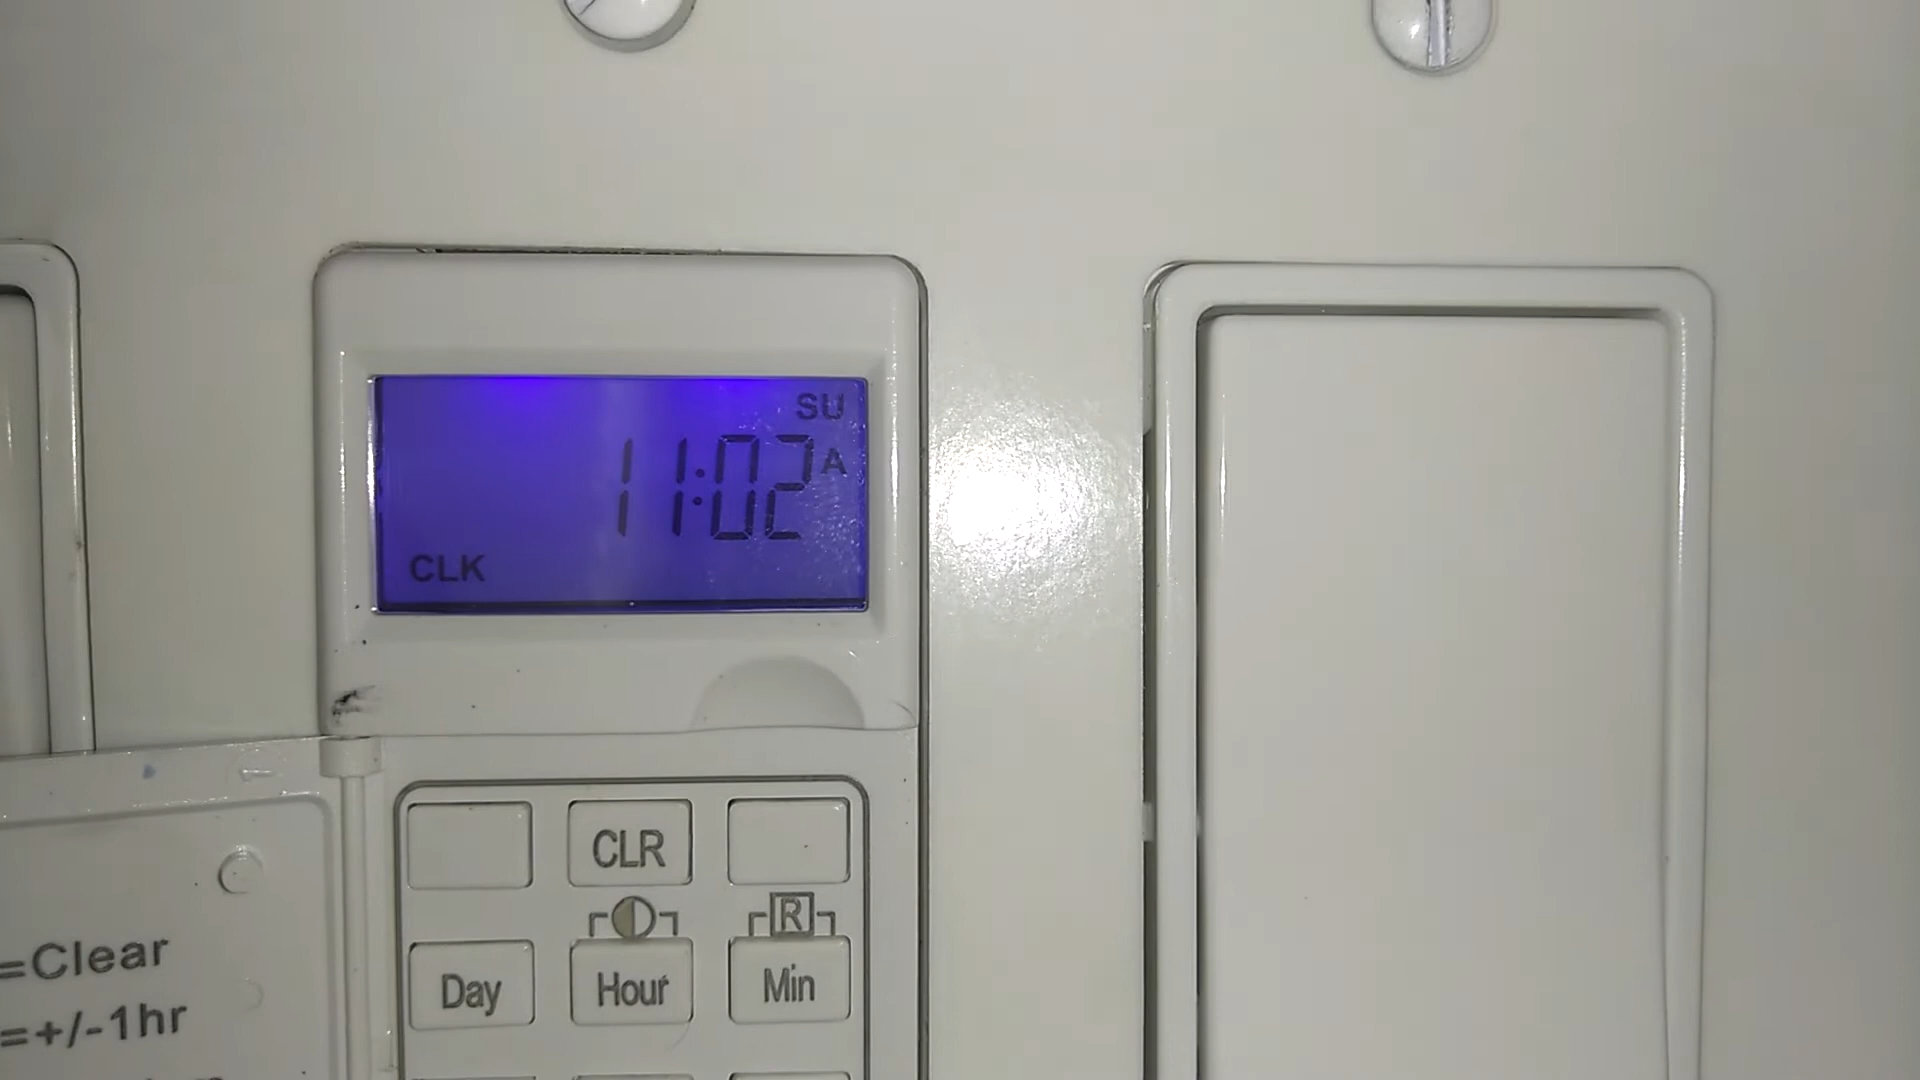 SU
11:02 A
CLK
CLR
R
Day
Hour
Min
=Clear
=+/-1hr